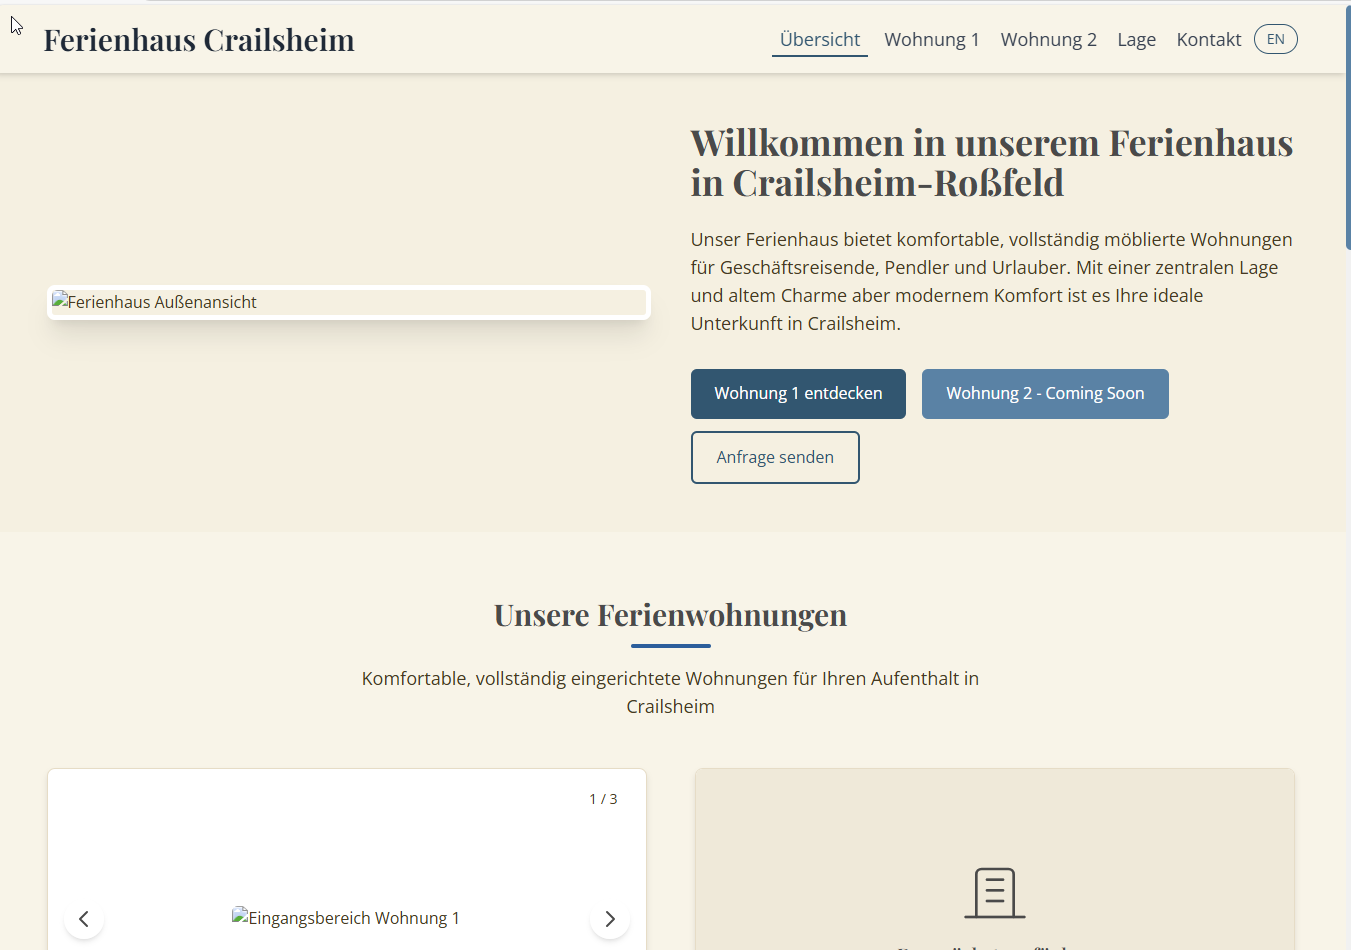 Ferienhaus Crailsheim
Übersicht
Wohnung 1
Wohnung 2
Lage
Kontakt
EN
Ferienhaus Außenansicht
Willkommen in unserem Ferienhaus
in Crailsheim-Roßfeld
Unser Ferienhaus bietet komfortable, vollständig möblierte Wohnungen
für Geschäftsreisende, Pendler und Urlauber. Mit einer zentralen Lage
und altem Charme aber modernem Komfort ist es Ihre ideale
Unterkunft in Crailsheim.
Wohnung 1 entdecken
Wohnung 2 - Coming Soon
Anfrage senden
Unsere Ferienwohnungen
Komfortable, vollständig eingerichtete Wohnungen für Ihren Aufenthalt in
Crailsheim
1 / 3
Eingangsbereich Wohnung 1